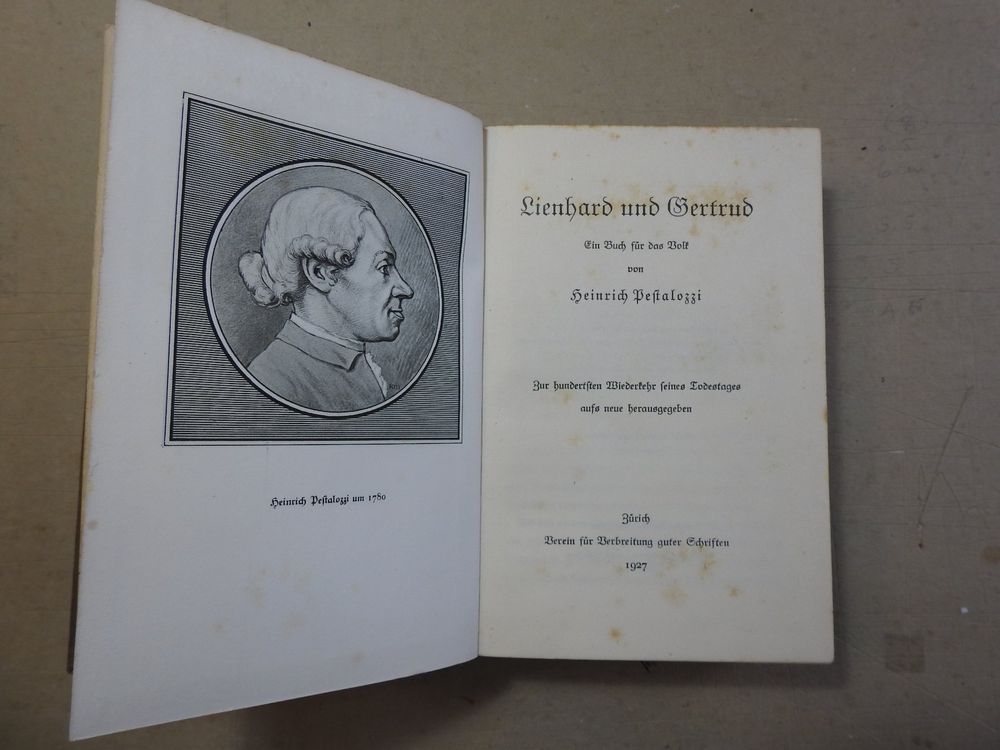 Heinrich Pestalozzi um 1780
Lienhard und Gertrud
Ein Buch für das Volk
von
Heinrich Pestalozzi
Zur hundertsten Wiederkehr seines Todestages
aufs neue herausgegeben
Zürich
Verein für Verbreitung guter Schriften
1927